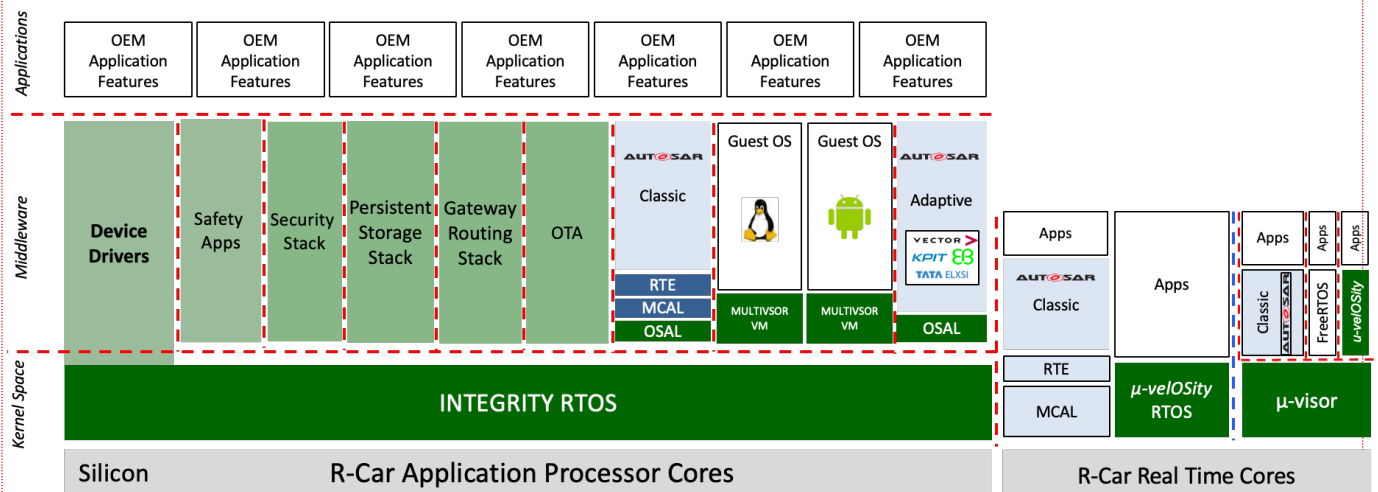 Applications
OEM
Application
Features
OEM
Application
Features
OEM
Application
Features
OEM
Application
Features
OEM
Application
Features
OEM
Application
Features
OEM
Application
Features
Middleware
Device
Drivers
Safety
Apps
Security
Stack
Persistent
Storage
Stack
Gateway
Routing
Stack
OTA
AUTOSAR
Classic
RTE
MCAL
OSAL
Guest OS
MULTIVSOR
VM
Guest OS
MULTIVSOR
VM
AUTOSAR
Adaptive
VECTOR
KPIT EB
TATA ELXSI
OSAL
Kernel Space
INTEGRITY RTOS
Silicon
R-Car Application Processor Cores
Apps
AUTOSAR
Classic
RTE
MCAL
Apps
μ-velOSity
RTOS
Apps
Classic
AUTOSAR
Apps
FreeRTOS
Apps
u-velOSity
μ-visor
R-Car Real Time Cores